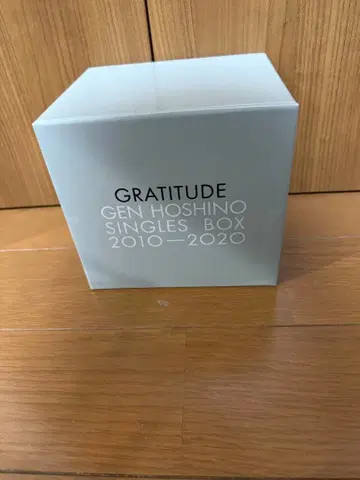 GRATITUDE
GEN HOSHINO
SINGLES BOX
2010—2020